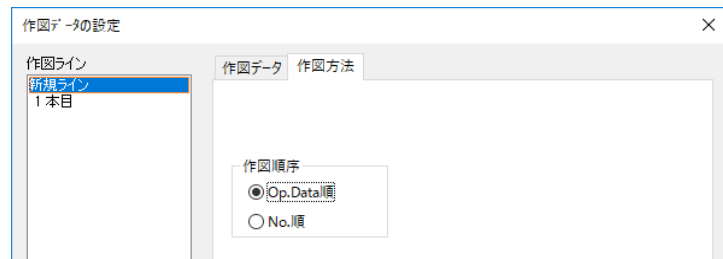 作図ﾃﾞｰﾀの設定
作図ライン
新規ライン
1 本目
作図データ
作図方法
作図順序
Op.Data順
No.順